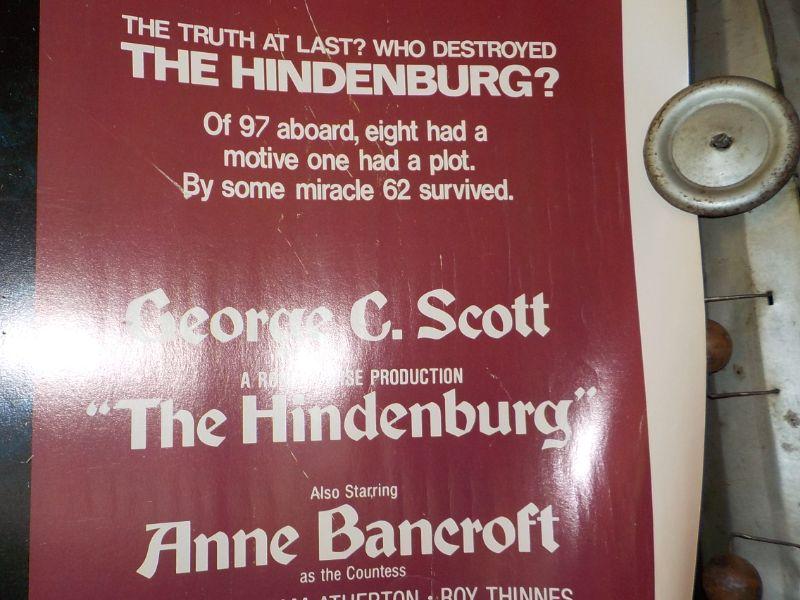 THE TRUTH AT LAST? WHO DESTROYED
THE HINDENBURG?
Of 97 aboard, eight had a
motive one had a plot.
By some miracle 62 survived.
George C. Scott
A PRODUCTION
"The Hindenburg"
Also Starring
Anne Bancroft
as the Countess
ATHERTON • ROY THINNES